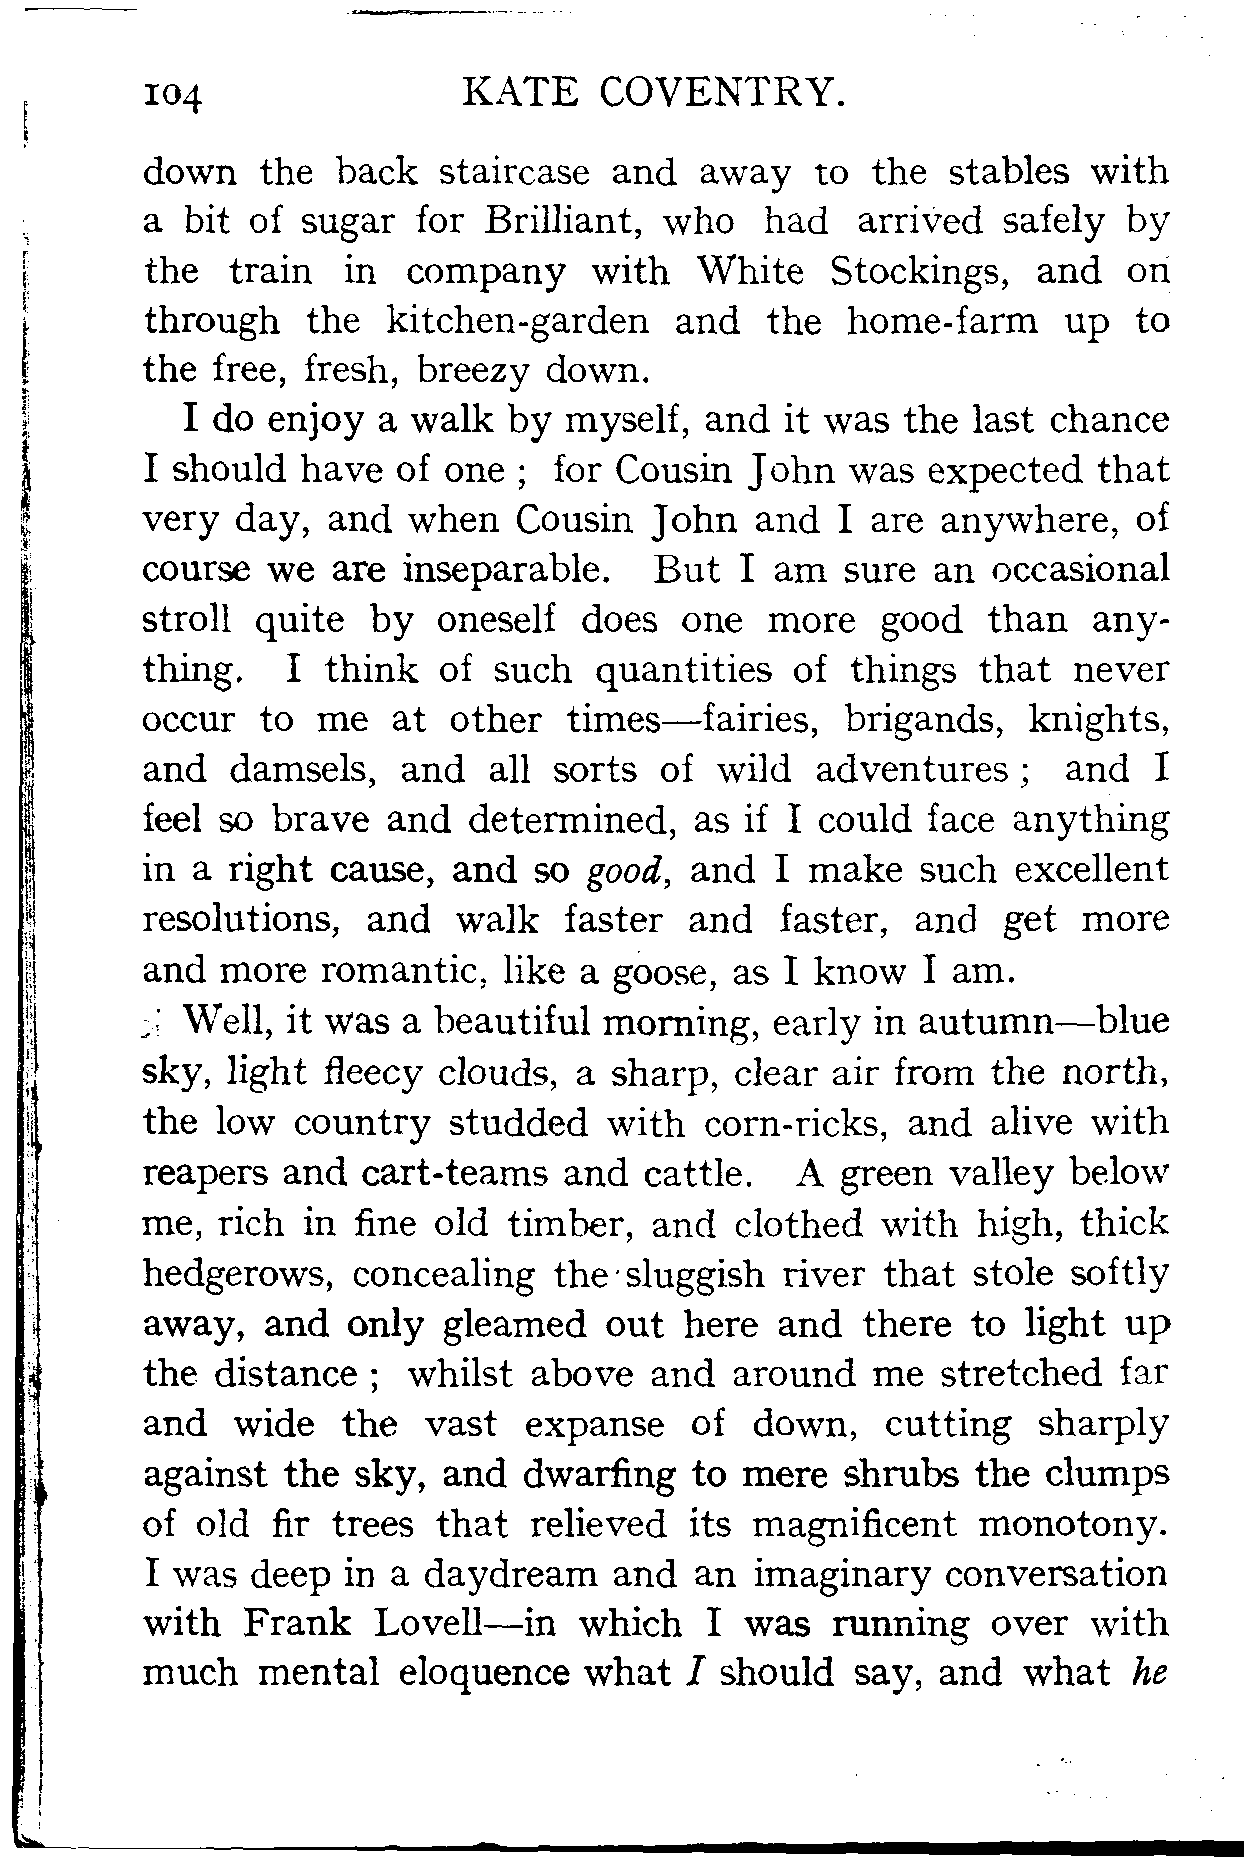 104 KATE COVENTRY.
down the back staircase and away to the stables with
a bit of sugar for Brilliant, who had arrived safely by
the train in company with White Stockings, and on
through the kitchen-garden and the home-farm up to
the free, fresh, breezy down.
I do enjoy a walk by myself, and it was the last chance
I should have of one ; for Cousin John was expected that
very day, and when Cousin John and I are anywhere, of
course we are inseparable. But I am sure an occasional
stroll quite by oneself does one more good than any-
thing. I think of such quantities of things that never
occur to me at other times—fairies, brigands, knights,
and damsels, and all sorts of wild adventures ; and I
feel so brave and determined, as if I could face anything
in a right cause, and so good, and I make such excellent
resolutions, and walk faster and faster, and get more
and more romantic, like a goose, as I know I am.
Well, it was a beautiful morning, early in autumn—blue
sky, light fleecy clouds, a sharp, clear air from the north,
the low country studded with corn-ricks, and alive with
reapers and cart-teams and cattle. A green valley below
me, rich in fine old timber, and clothed with high, thick
hedgerows, concealing the sluggish river that stole softly
away, and only gleamed out here and there to light up
the distance ; whilst above and around me stretched far
and wide the vast expanse of down, cutting sharply
against the sky, and dwarfing to mere shrubs the clumps
of old fir trees that relieved its magnificent monotony.
I was deep in a daydream and an imaginary conversation
with Frank Lovell—in which I was running over with
much mental eloquence what I should say, and what he